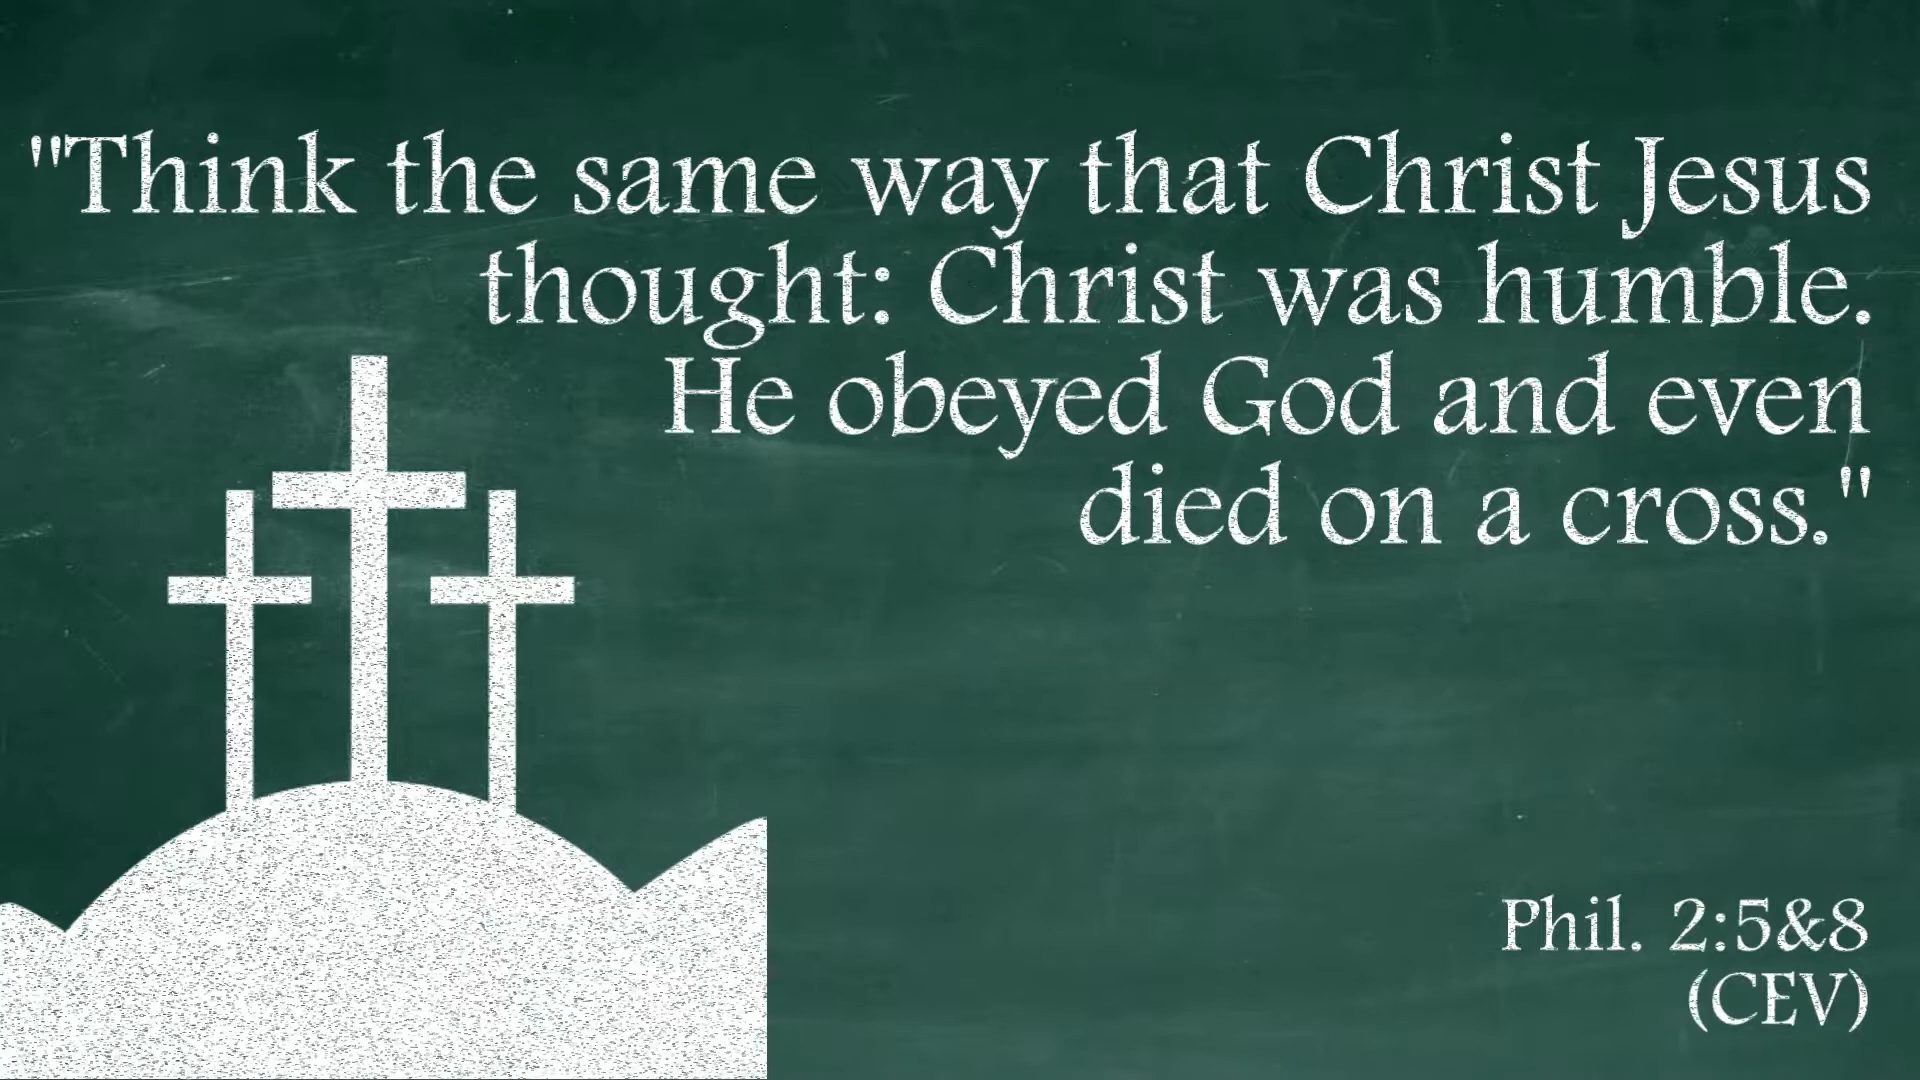 "Think the same way that Christ Jesus
thought: Christ was humble.
He obeyed God and even
died on a cross."
Phil. 2:5&8
(CEV)